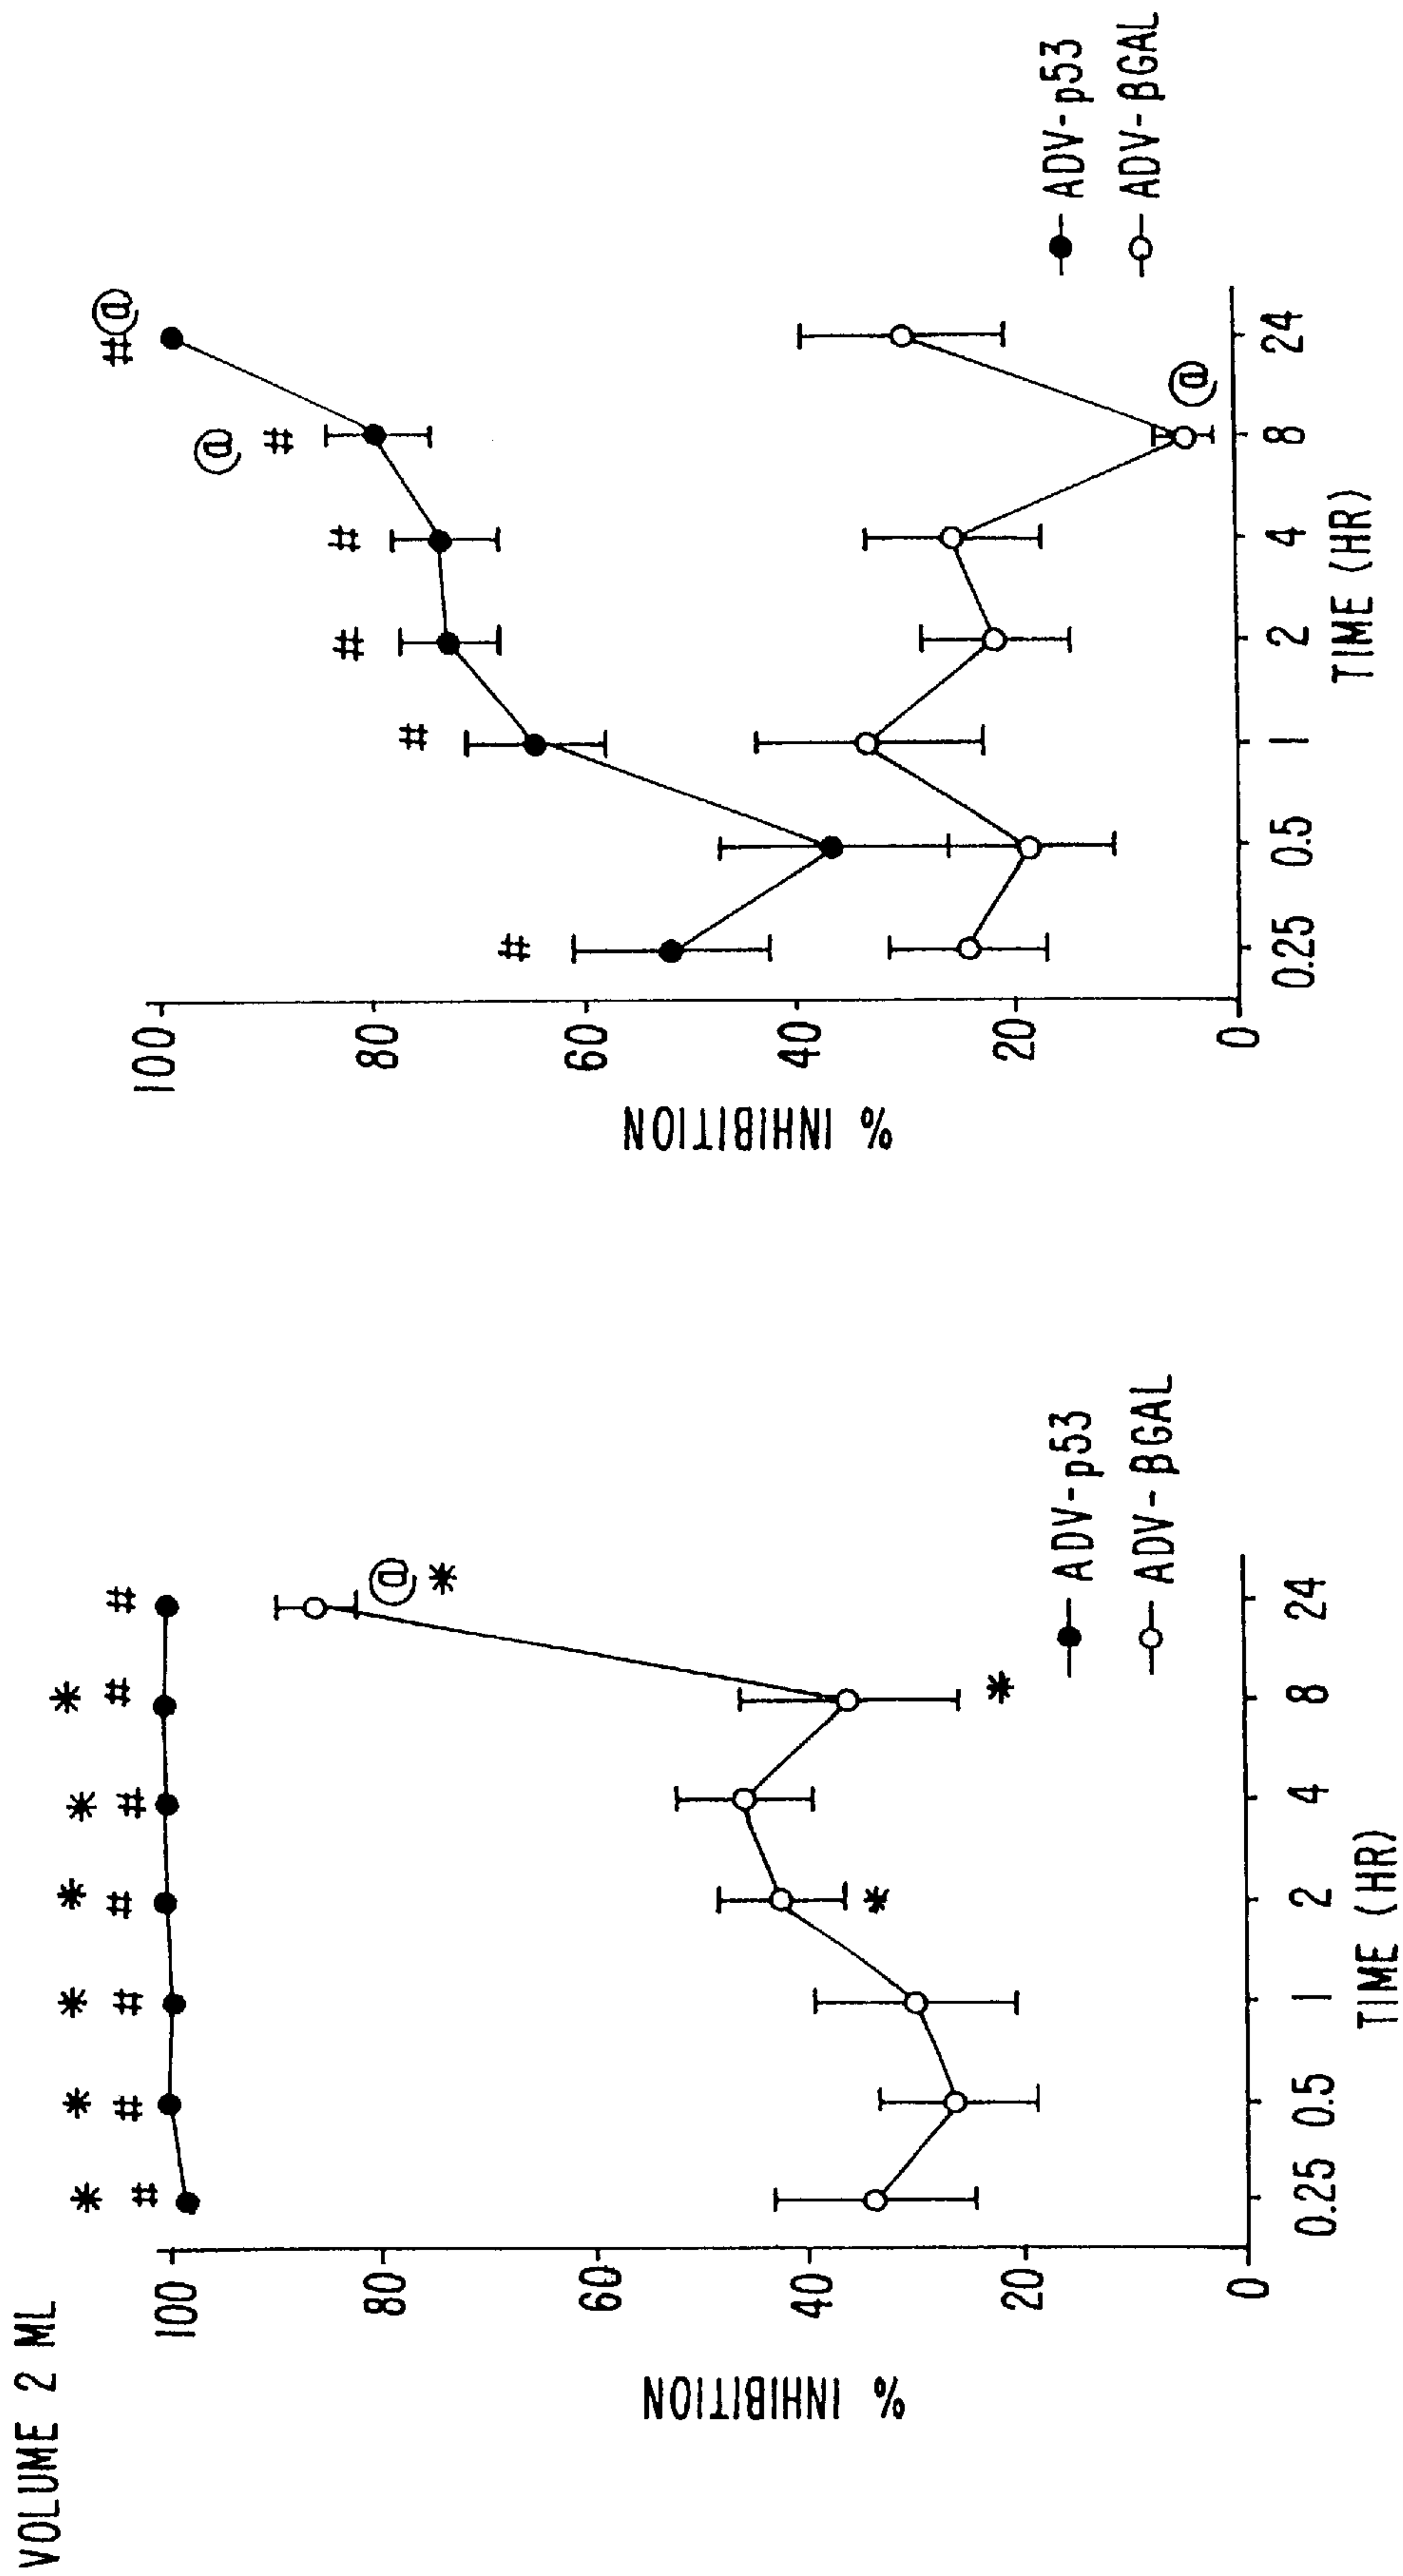 VOLUME 2 ML
% INHIBITION
100
80
60
40
20
0
* * * * * *
# # # # # # #
@
*
*
*
0.25 0.5 1 2 4 8 24
TIME (HR)
ADV-p53
ADV-βGAL
% INHIBITION
100
80
60
40
20
0
#
#
#
#
@
#
#@
@
0.25 0.5 1 2 4 8 24
TIME (HR)
ADV-p53
ADV-βGAL